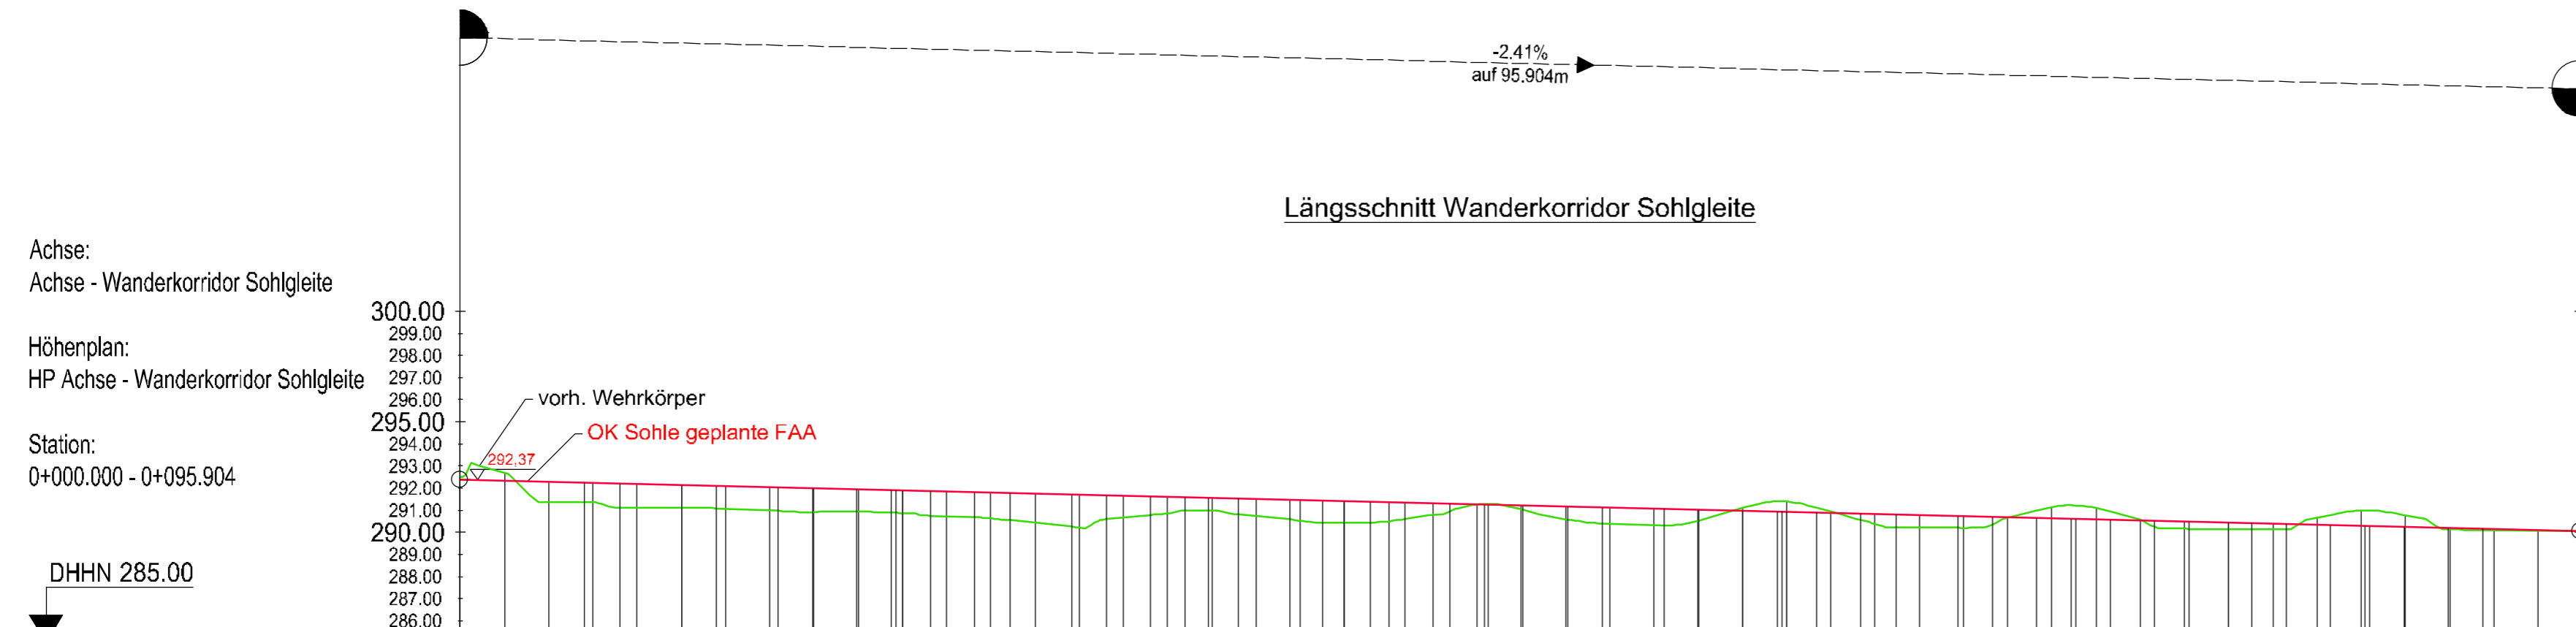 -2.41%
auf 95.904m
Längsschnitt Wanderkorridor Sohlgleite
Achse:
Achse - Wanderkorridor Sohlgleite
Höhenplan:
HP Achse - Wanderkorridor Sohlgleite
Station:
0+000.000 - 0+095.904
DHHN 285.00
300.00
299.00
298.00
297.00
296.00
295.00
294.00
293.00
292.00
291.00
290.00
289.00
288.00
287.00
286.00
vorh. Wehrkörper
OK Sohle geplante FAA
292,37